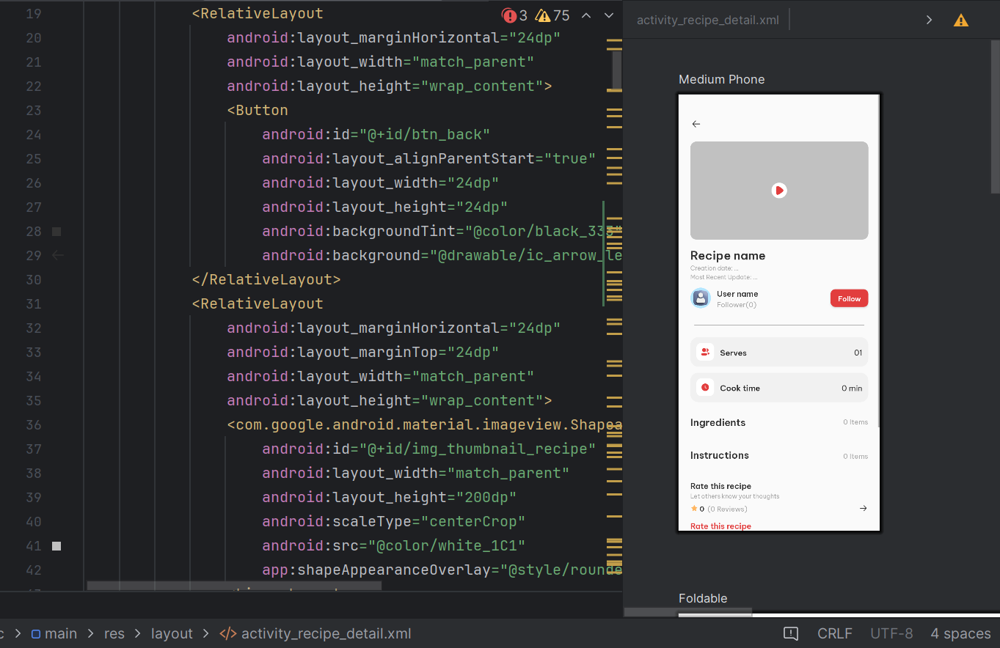 19 <RelativeLayout
3 75
20 android:layout_marginHorizontal="24dp"
21 android:layout_width="match_parent"
22 android:layout_height="wrap_content">
23 <Button
24 android:id="@+id/btn_back"
25 android:layout_alignParentStart="true"
26 android:layout_width="24dp"
27 android:layout_height="24dp"
28 android:backgroundTint="@color/black_333"
29 android:background="@drawable/ic_arrow_le
30 </RelativeLayout>
31 <RelativeLayout
32 android:layout_marginHorizontal="24dp"
33 android:layout_marginTop="24dp"
34 android:layout_width="match_parent"
35 android:layout_height="wrap_content">
36 <com.google.android.material.imageview.Shapea
37 android:id="@+id/img_thumbnail_recipe"
38 android:layout_width="match_parent"
39 android:layout_height="200dp"
40 android:scaleType="centerCrop"
41 android:src="@color/white_1C1"
42 app:shapeAppearanceOverlay="@style/rounde
activity_recipe_detail.xml
Medium Phone
Recipe name
Creation date: ...
Most Recent Update: ...
User name
Follower(0)
Follow
Serves 01
Cook time 0 min
Ingredients 0 Items
Instructions 0 Items
Rate this recipe
Let others know your thoughts
0 (0 Reviews)
Rate this recipe
Foldable
c > main > res > layout > </> activity_recipe_detail.xml
CRLF UTF-8 4 spaces